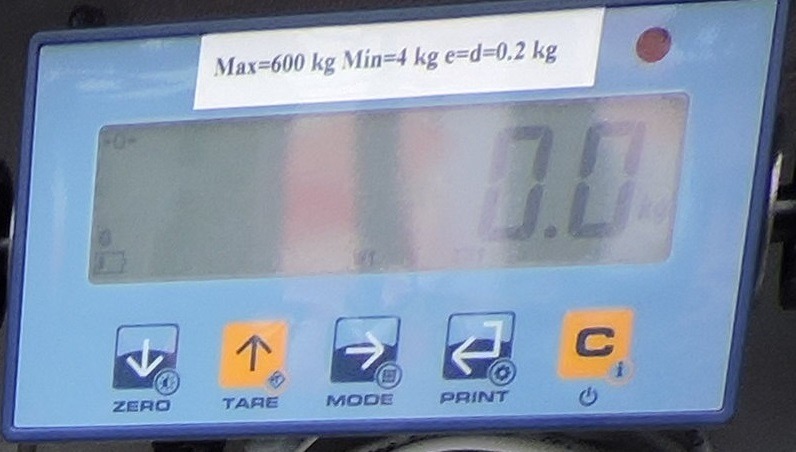 Max=600 kg Min=4 kg e=d=0.2 kg
0.0 kg
ZERO TARE MODE PRINT C